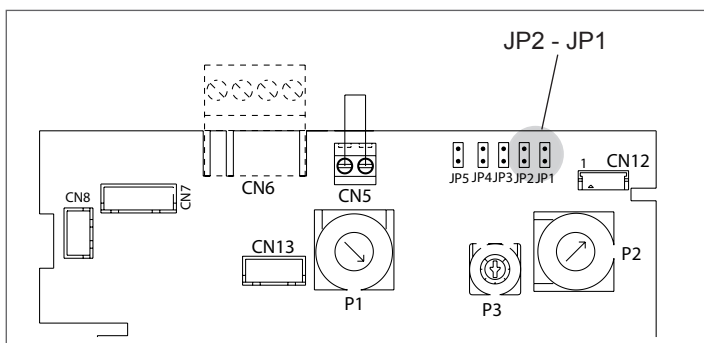 JP2 - JP1
JP5 JP4 JP3 JP2 JP1
1 CN12
CN8
CN7
CN6
CN5
CN13
P1
P3
P2